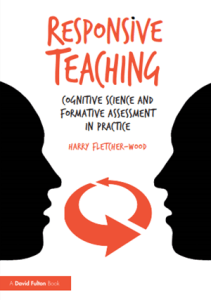 RESPONSIVE
TEACHING
COGNITIVE SCIENCE AND
FORMATIVE ASSESSMENT
IN PRACTICE
HARRY FLETCHER-WOOD
A David Fulton Book